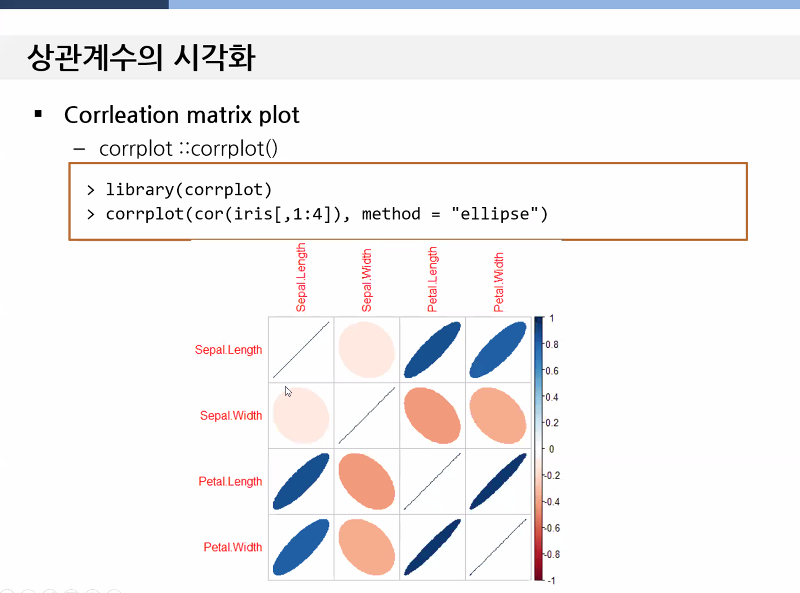 상관계수의 시각화
▪ Corrleation matrix plot
– corrplot ::corrplot()
> library(corrplot)
> corrplot(cor(iris[,1:4]), method = "ellipse")
Sepal.Length Sepal.Width Petal.Length Petal.Width
Sepal.Length
Sepal.Width
Petal.Length
Petal.Width
1
0.8
0.6
0.4
0.2
0
-0.2
-0.4
-0.6
-0.8
-1